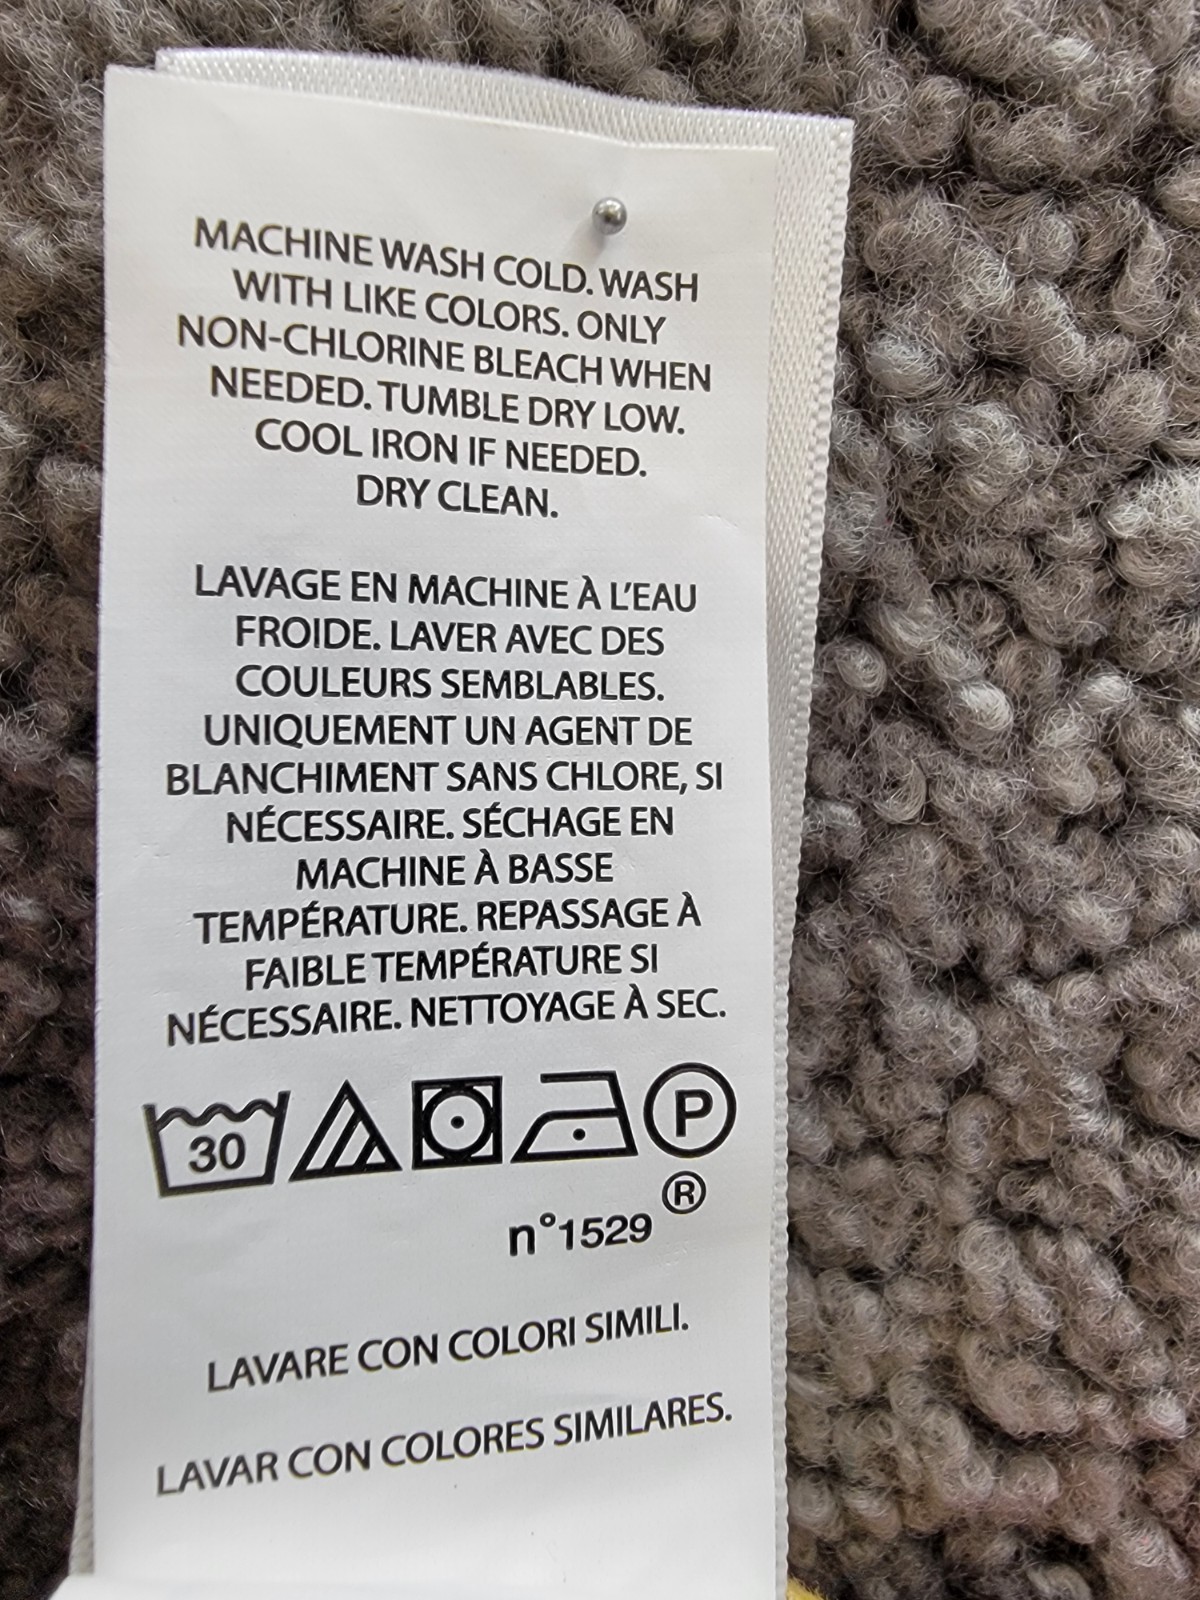 MACHINE WASH COLD. WASH
WITH LIKE COLORS. ONLY
NON-CHLORINE BLEACH WHEN
NEEDED. TUMBLE DRY LOW.
COOL IRON IF NEEDED.
DRY CLEAN.
LAVAGE EN MACHINE À L'EAU
FROIDE. LAVER AVEC DES
COULEURS SEMBLABLES.
UNIQUEMENT UN AGENT DE
BLANCHIMENT SANS CHLORE, SI
NÉCESSAIRE. SÉCHAGE EN
MACHINE À BASSE
TEMPÉRATURE. REPASSAGE À
FAIBLE TEMPÉRATURE SI
NÉCESSAIRE. NETTOYAGE À SEC.
30 P
®
n°1529
LAVARE CON COLORI SIMILI.
LAVAR CON COLORES SIMILARES.